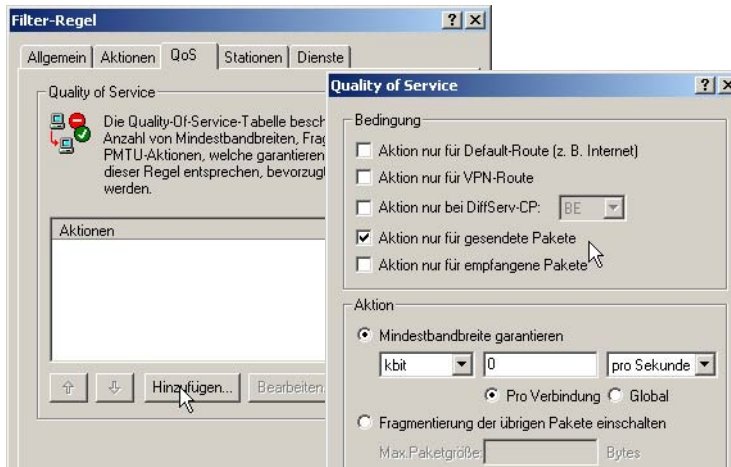 Filter-Regel
Allgemein
Aktionen
QoS
Stationen
Dienste
Quality of Service
Die Quality-Of-Service-Tabelle besch
Anzahl von Mindestbandbreiten, Frag
PMTU-Aktionen, welche garantieren
dieser Regel entsprechen, bevorzugt
werden.
Aktionen
Hinzufügen...
Bearbeiten
Quality of Service
Bedingung
Aktion nur für Default-Route (z. B. Internet)
Aktion nur für VPN-Route
Aktion nur bei DiffServ-CP: BE
Aktion nur für gesendete Pakete
Aktion nur für empfangene Pakete
Aktion
Mindestbandbreite garantieren
kbit 0 pro Sekunde
Pro Verbindung Global
Fragmentierung der übrigen Pakete einschalten
Max.Paketgröße: Bytes